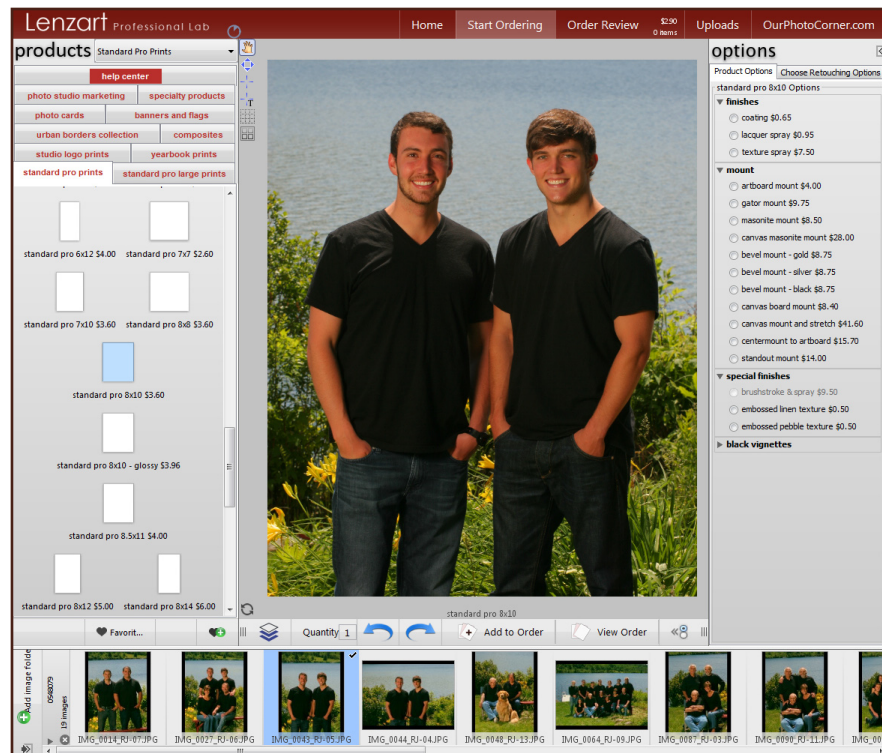 Lenzart Professional Lab
Home
Start Ordering
Order Review
$2.90
0 items
Uploads
OurPhotoCorner.com
products
Standard Pro Prints
help center
photo studio marketing
specialty products
photo cards
banners and flags
urban borders collection
composites
studio logo prints
yearbook prints
standard pro prints
standard pro large prints
standard pro 6x12 $4.00
standard pro 7x7 $2.60
standard pro 7x10 $3.60
standard pro 8x8 $3.60
standard pro 8x10 $3.60
standard pro 8x10 - glossy $3.96
standard pro 8.5x11 $4.00
standard pro 8x12 $5.00
standard pro 8x14 $6.00
Favorit...
T
standard pro 8x10
Quantity 1
Add to Order
View Order
options
Product Options
Choose Retouching Options
standard pro 8x10 Options
finishes
coating $0.65
lacquer spray $0.95
texture spray $7.50
mount
artboard mount $4.00
gator mount $9.75
masonite mount $8.50
canvas masonite mount $28.00
bevel mount - gold $8.75
bevel mount - silver $8.75
bevel mount - black $8.75
canvas board mount $8.40
canvas mount and stretch $41.60
centermount to artboard $15.70
standout mount $14.00
special finishes
brushstroke & spray $9.50
embossed linen texture $0.50
embossed pebble texture $0.50
black vignettes
Add image folde
0548079
19 images
IMG_0014_RJ-07.JPG
IMG_0027_RJ-06.JPG
IMG_0043_RJ-05.JPG
IMG_0044_RJ-04.JPG
IMG_0048_RJ-13.JPG
IMG_0064_RJ-09.JPG
IMG_0087_RJ-03.JPG
IMG_0090_RJ-11.JPG